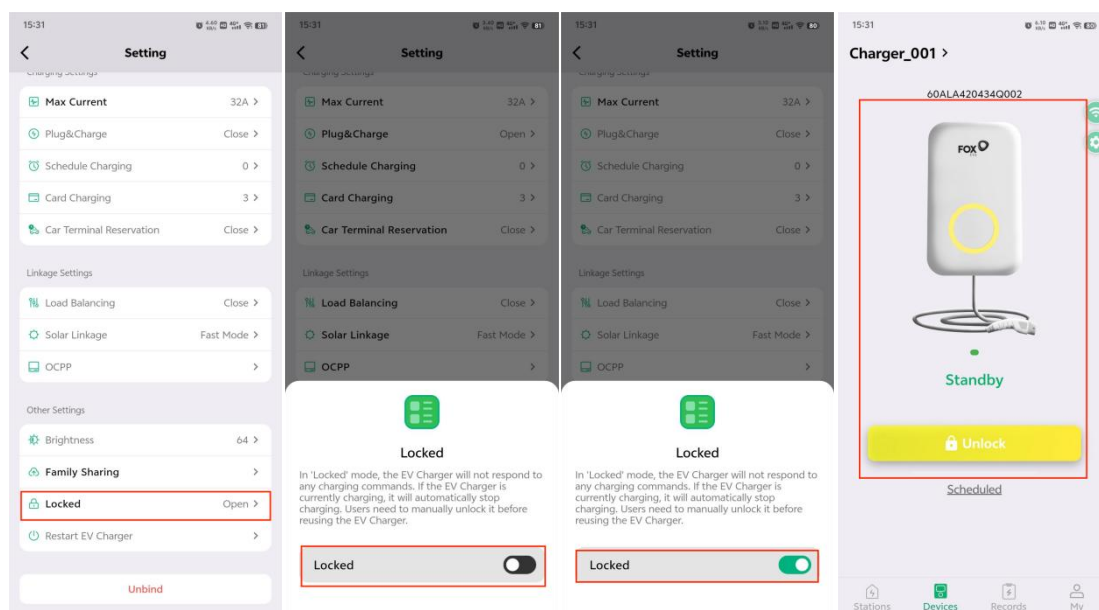 15:31
Setting
Charging Settings
Max Current 32A >
Plug&Charge Close >
Schedule Charging 0 >
Card Charging 3 >
Car Terminal Reservation Close >
Linkage Settings
Load Balancing Close >
Solar Linkage Fast Mode >
OCPP >
Other Settings
Brightness 64 >
Family Sharing >
Locked Open >
Restart EV Charger >
Unbind
15:31
81
Setting
Charging Settings
Max Current 32A >
Plug&Charge Open >
Schedule Charging 0 >
Card Charging 3 >
Car Terminal Reservation Close >
Linkage Settings
Load Balancing Close >
Solar Linkage Fast Mode >
OCPP >
Locked
In 'Locked' mode, the EV Charger will not respond to
any charging commands. If the EV Charger is
currently charging, it will automatically stop
charging. Users need to manually unlock it before
reusing the EV Charger.
Locked
15:31
80
Setting
Charging Settings
Max Current 32A >
Plug&Charge Close >
Schedule Charging 0 >
Card Charging 3 >
Car Terminal Reservation Close >
Linkage Settings
Load Balancing Close >
Solar Linkage Fast Mode >
OCPP >
Locked
In 'Locked' mode, the EV Charger will not respond to
any charging commands. If the EV Charger is
currently charging, it will automatically stop
charging. Users need to manually unlock it before
reusing the EV Charger.
Locked
15:31
Charger_001 >
60ALA420434Q002
FOX
Standby
Unlock
Scheduled
Stations Devices Records My